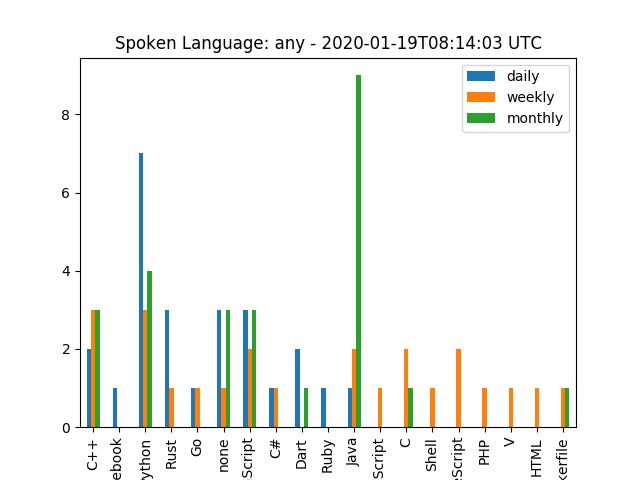 Spoken Language: any - 2020-01-19T08:14:03 UTC
daily
weekly
monthly
8
6
4
2
0
C++
ebook
ython
Rust
Go
none
Script
C#
Dart
Ruby
Java
Script
C
Shell
eScript
PHP
V
HTML
kerfile